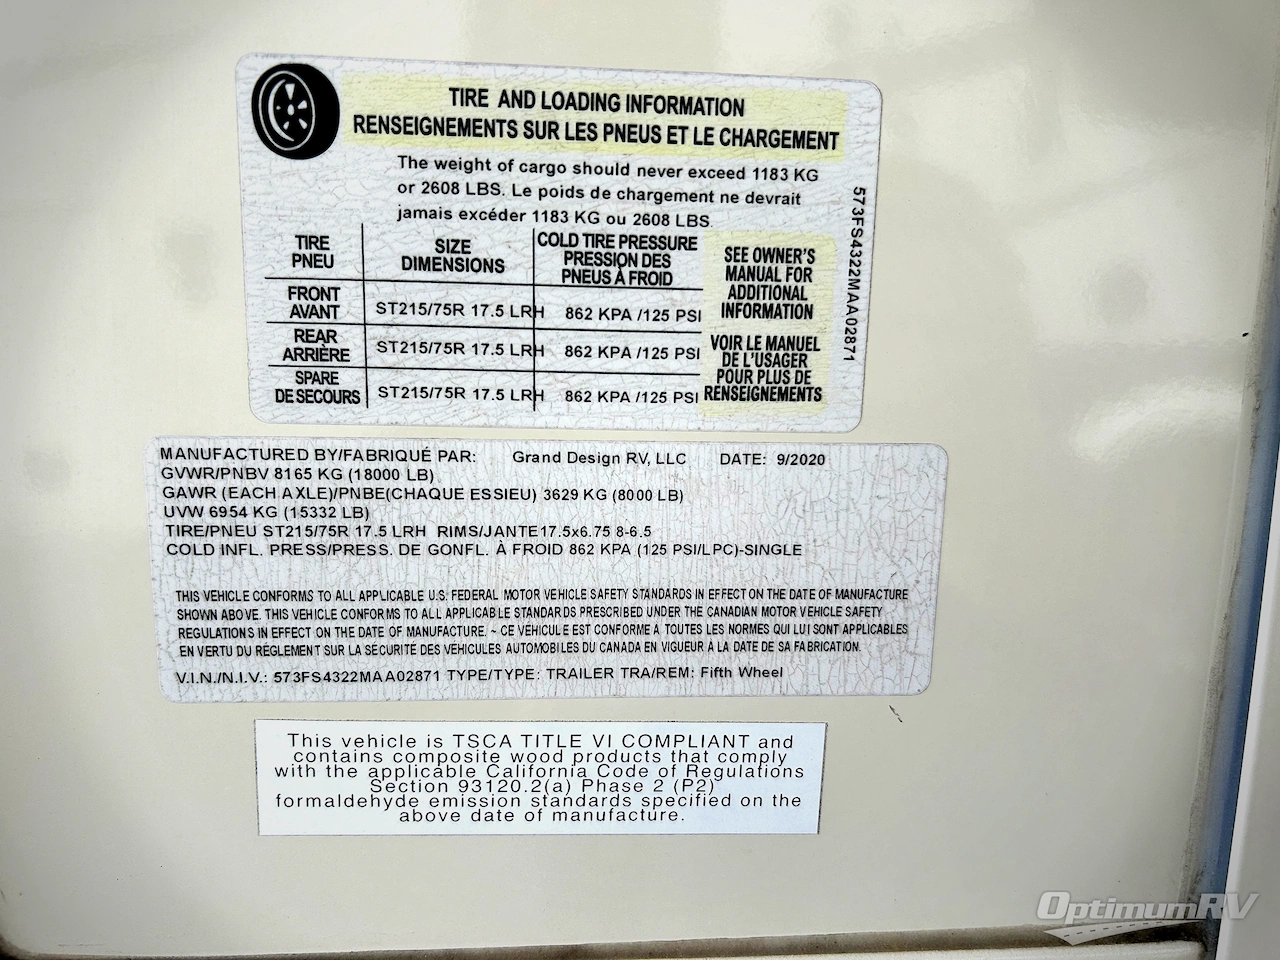 TIRE AND LOADING INFORMATION
RENSEIGNEMENTS SUR LES PNEUS ET LE CHARGEMENT
The weight of cargo should never exceed 1183 KG
or 2608 LBS. Le poids de chargement ne devrait
jamais excéder 1183 KG ou 2608 LBS.
TIRE
PNEU
SIZE
DIMENSIONS
COLD TIRE PRESSURE
PRESSION DES
PNEUS À FROID
FRONT
AVANT
ST215/75R 17.5 LRH
862 KPA /125 PSI
REAR
ARRIÈRE
ST215/75R 17.5 LRH
862 KPA /125 PSI
SPARE
DE SECOURS
ST215/75R 17.5 LRH
862 KPA /125 PSI
SEE OWNER'S
MANUAL FOR
ADDITIONAL
INFORMATION
VOIR LE MANUEL
DE L'USAGER
POUR PLUS DE
RENSEIGNEMENTS
573FS4322MAA02871
MANUFACTURED BY/FABRIQUÉ PAR: Grand Design RV, LLC DATE: 9/2020
GVWR/PNBV 8165 KG (18000 LB)
GAWR (EACH AXLE)/PNBE(CHAQUE ESSIEU) 3629 KG (8000 LB)
UVW 6954 KG (15332 LB)
TIRE/PNEU ST215/75R 17.5 LRH RIMS/JANTE17.5x6.75 8-6.5
COLD INFL. PRESS/PRESS. DE GONFL. À FROID 862 KPA (125 PSI/LPC)-SINGLE
THIS VEHICLE CONFORMS TO ALL APPLICABLE U.S. FEDERAL MOTOR VEHICLE SAFETY STANDARDS IN EFFECT ON THE DATE OF MANUFACTURE
SHOWN ABOVE. THIS VEHICLE CONFORMS TO ALL APPLICABLE STANDARDS PRESCRIBED UNDER THE CANADIAN MOTOR VEHICLE SAFETY
REGULATIONS IN EFFECT ON THE DATE OF MANUFACTURE. ~ CE VÉHICULE EST CONFORME À TOUTES LES NORMES QUI LUI SONT APPLICABLES
EN VERTU DU RÈGLEMENT SUR LA SÉCURITÉ DES VÉHICULES AUTOMOBILES DU CANADA EN VIGUEUR À LA DATE DE SA FABRICATION.
V.I.N./N.I.V.: 573FS4322MAA02871 TYPE/TYPE: TRAILER TRA/REM: Fifth Wheel
This vehicle is TSCA TITLE VI COMPLIANT and
contains composite wood products that comply
with the applicable California Code of Regulations
Section 93120.2(a) Phase 2 (P2)
formaldehyde emission standards specified on the
above date of manufacture.
OptimumRV